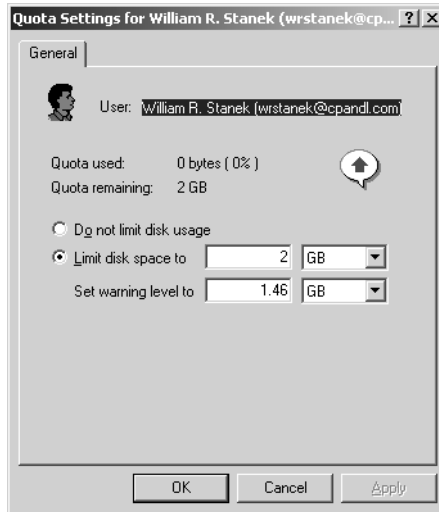 Quota Settings for William R. Stanek (wrstanek@cp...
General
User: William R. Stanek (wrstanek@cpandl.com)
Quota used: 0 bytes ( 0% )
Quota remaining: 2 GB
Do not limit disk usage
Limit disk space to 2 GB
Set warning level to 1.46 GB
OK Cancel Apply